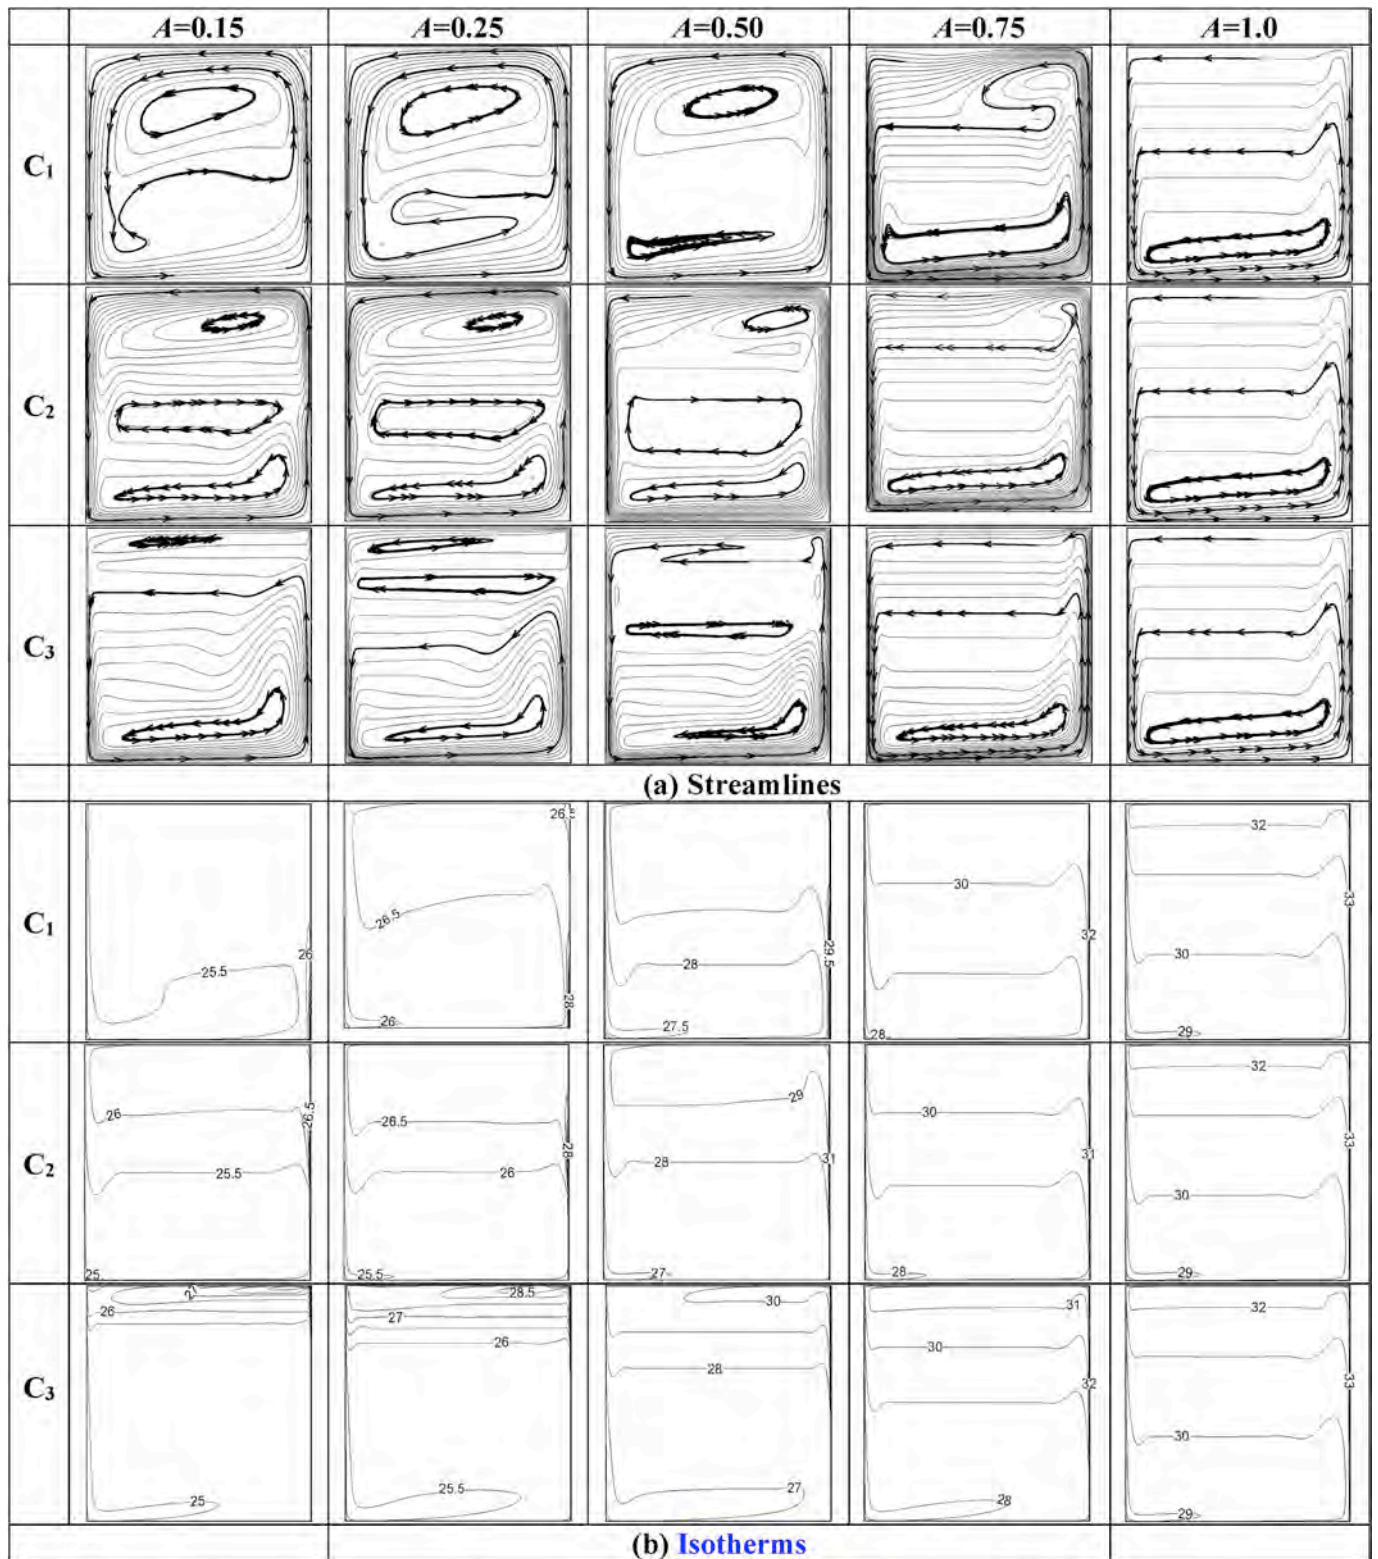 A=0.15 A=0.25 A=0.50 A=0.75 A=1.0
C1
C2
C3
(a) Streamlines
C1 25.5 26 26.5 26.5 26 28 28 27.5 29.5 30 32 28 32 33 30 29
C2 26 26.5 25.5 25 26.5 28 26 25.5 29 28 31 27 30 31 28 32 33 30 29
C3 27 26 25 28.5 27 26 25.5 30 28 27 31 30 32 28 32 33 30 29
(b) Isotherms